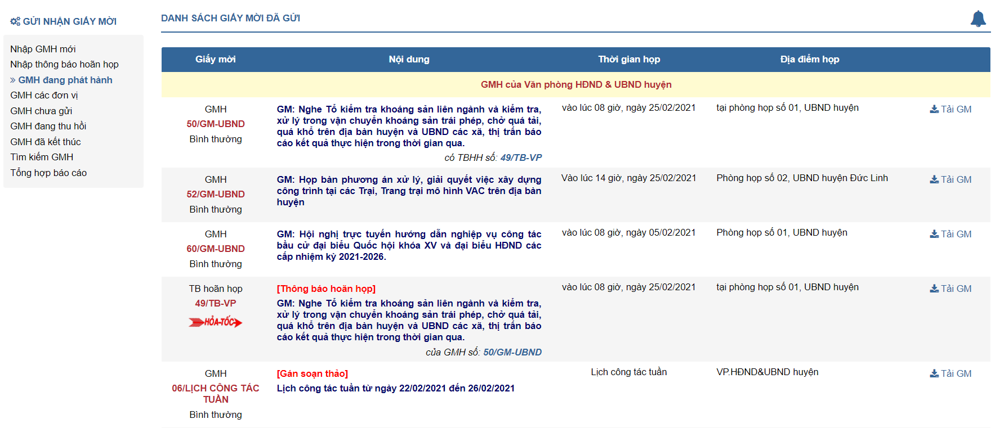 GỬI NHẬN GIẤY MỜI
Nhập GMH mới
Nhập thông báo hoãn họp
» GMH đang phát hành
GMH các đơn vị
GMH chưa gửi
GMH đang thu hồi
GMH đã kết thúc
Tìm kiếm GMH
Tổng hợp báo cáo
DANH SÁCH GIẤY MỜI ĐÃ GỬI
Giấy mời Nội dung Thời gian họp Địa điểm họp
GMH của Văn phòng HĐND & UBND huyện
GMH
50/GM-UBND
Bình thường
GM: Nghe Tổ kiểm tra khoáng sản liên ngành và kiểm tra,
xử lý trong vận chuyển khoáng sản trái phép, chở quá tải,
quá khổ trên địa bàn huyện và UBND các xã, thị trấn báo
cáo kết quả thực hiện trong thời gian qua.
có TBHH số: 49/TB-VP
vào lúc 08 giờ, ngày 25/02/2021
tại phòng họp số 01, UBND huyện
Tải GM
GMH
52/GM-UBND
Bình thường
GM: Họp bàn phương án xử lý, giải quyết việc xây dựng
công trình tại các Trại, Trang trại mô hình VAC trên địa bàn
huyện
Vào lúc 14 giờ, ngày 25/02/2021
Phòng họp số 02, UBND huyện Đức Linh
Tải GM
GMH
60/GM-UBND
Bình thường
GM: Hội nghị trực tuyến hướng dẫn nghiệp vụ công tác
bầu cử đại biểu Quốc hội khóa XV và đại biểu HĐND các
cấp nhiệm kỳ 2021-2026.
vào lúc 08 giờ, ngày 05/02/2021
Phòng họp số 01, UBND huyện
Tải GM
TB hoãn họp
49/TB-VP
HỎA-TỐC
[Thông báo hoãn họp]
GM: Nghe Tổ kiểm tra khoáng sản liên ngành và kiểm tra,
xử lý trong vận chuyển khoáng sản trái phép, chở quá tải,
quá khổ trên địa bàn huyện và UBND các xã, thị trấn báo
cáo kết quả thực hiện trong thời gian qua.
của GMH số: 50/GM-UBND
vào lúc 08 giờ, ngày 25/02/2021
tại phòng họp số 01, UBND huyện
Tải GM
GMH
06/LỊCH CÔNG TÁC
TUẦN
Bình thường
[Gán soạn thảo]
Lịch công tác tuần từ ngày 22/02/2021 đến 26/02/2021
Lịch công tác tuần
VP.HĐND&UBND huyện
Tải GM